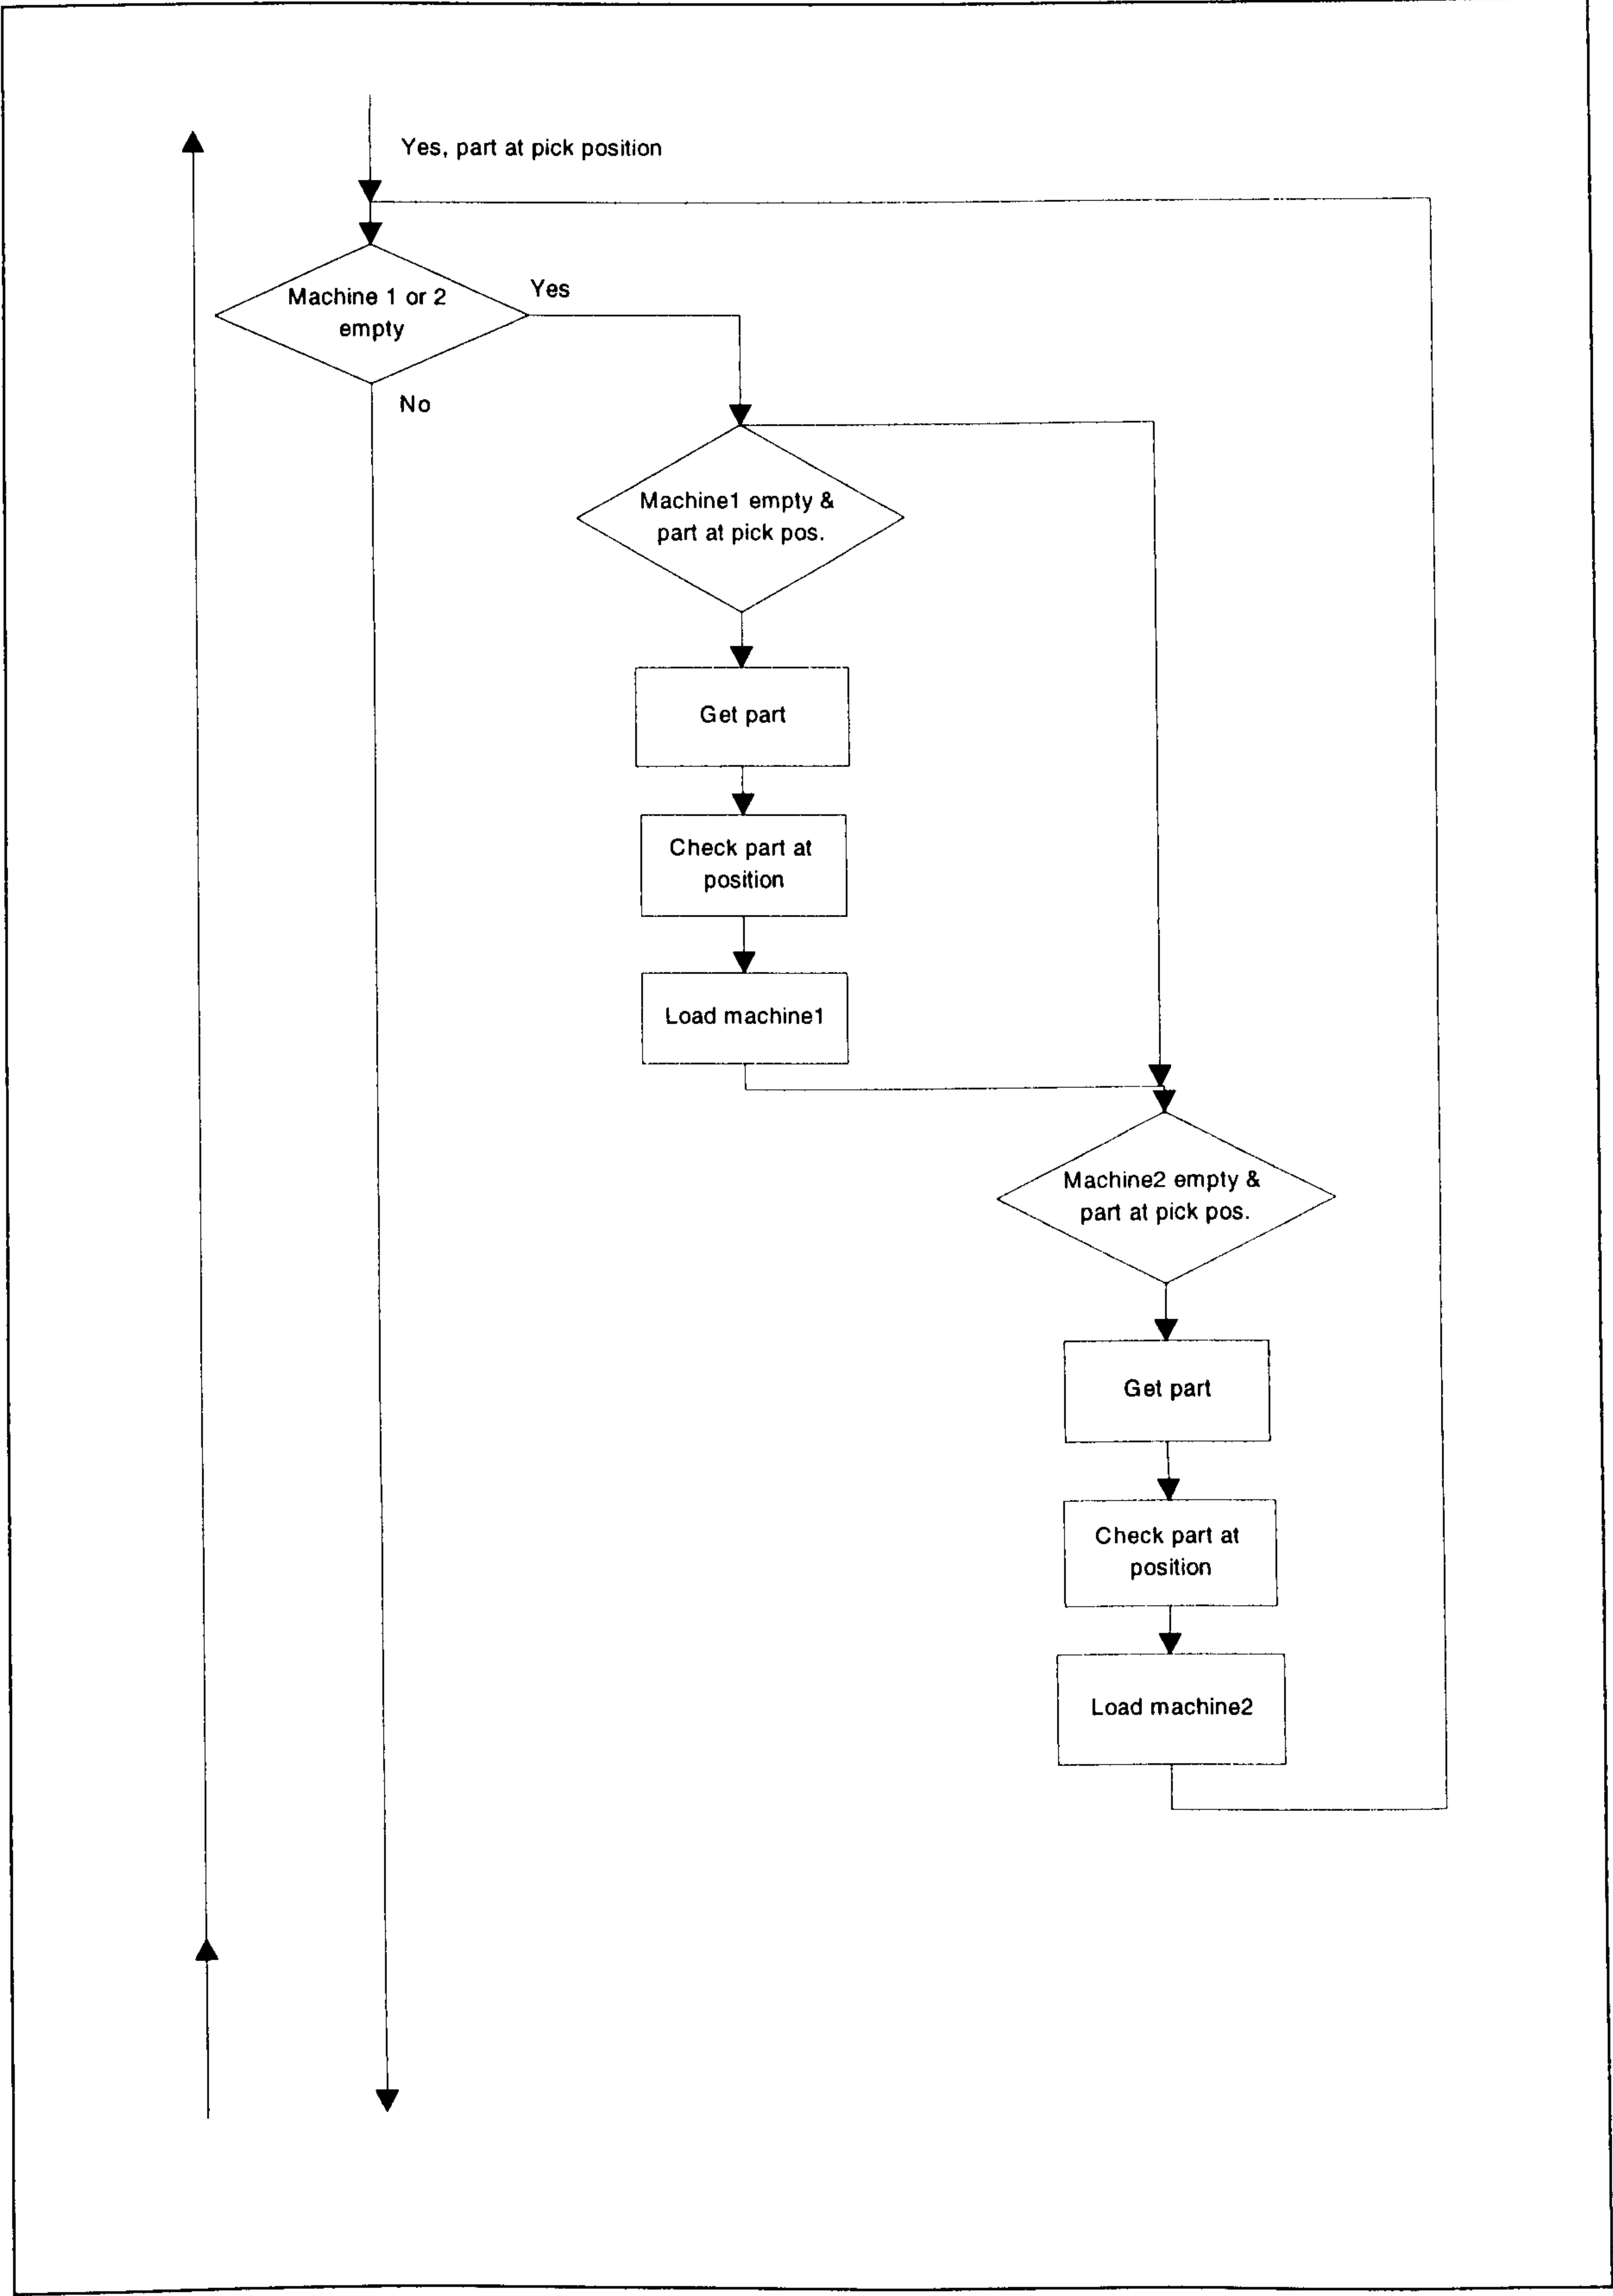 Yes, part at pick position
Machine 1 or 2
empty
Yes
No
Machine1 empty &
part at pick pos.
Get part
Check part at
position
Load machine1
Machine2 empty &
part at pick pos.
Get part
Check part at
position
Load machine2